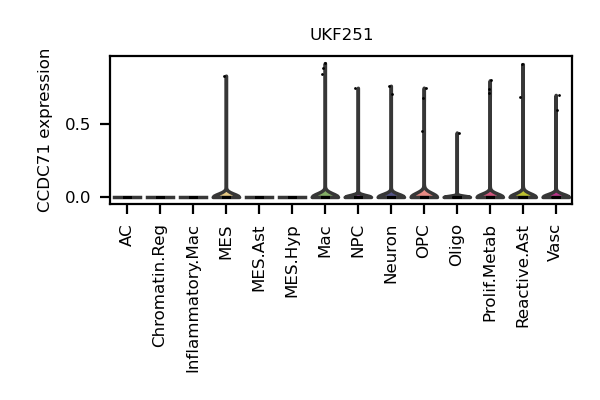 UKF251
CCDC71 expression
0.5
0.0
AC
Chromatin.Reg
Inflammatory.Mac
MES
MES.Ast
MES.Hyp
Mac
NPC
Neuron
OPC
Oligo
Prolif.Metab
Reactive.Ast
Vasc